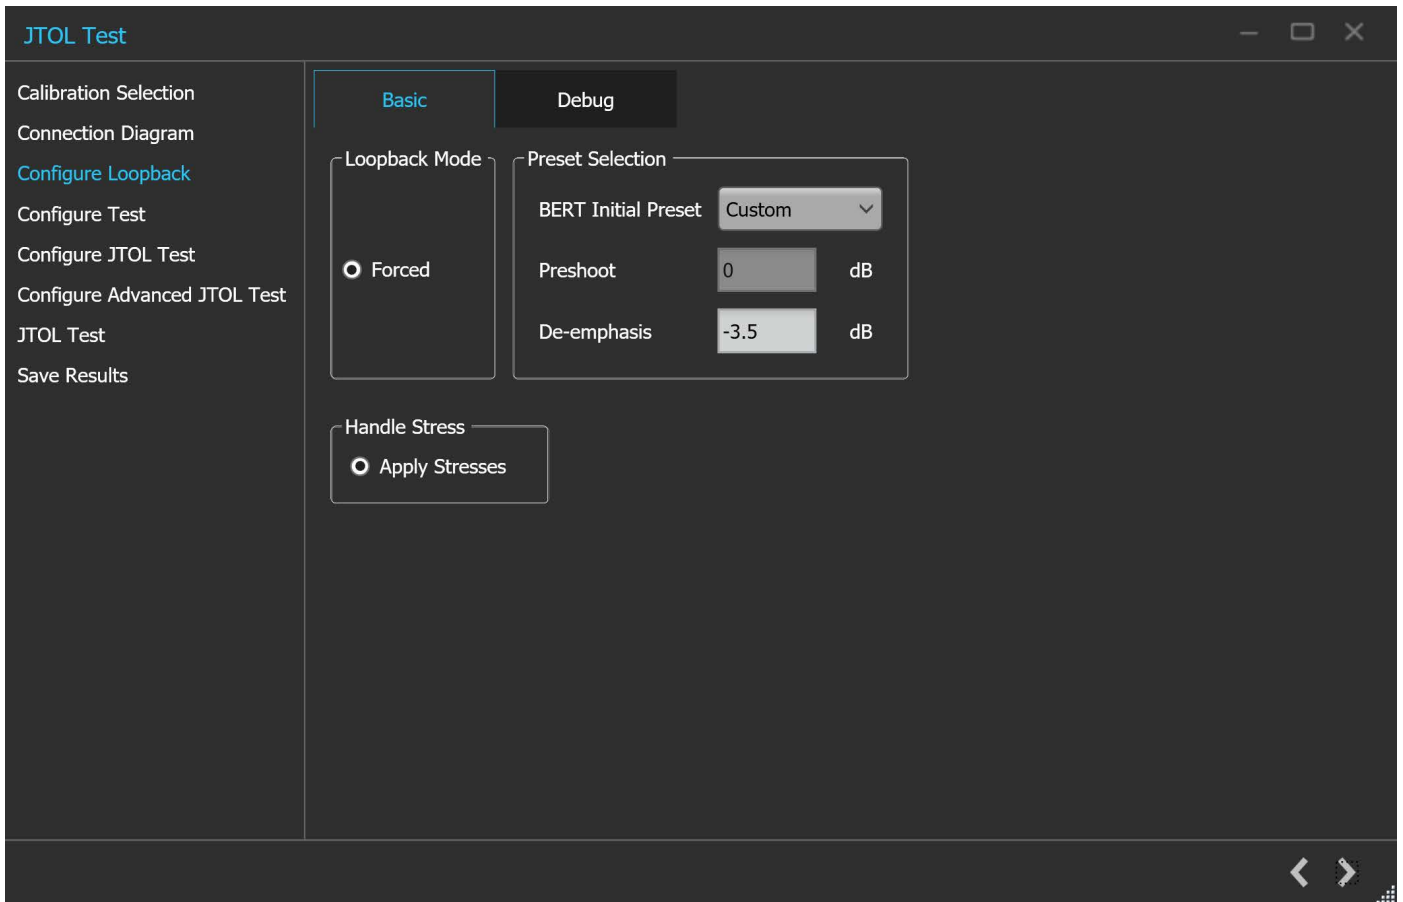 JTOL Test
Calibration Selection
Connection Diagram
Configure Loopback
Configure Test
Configure JTOL Test
Configure Advanced JTOL Test
JTOL Test
Save Results
Basic
Debug
Loopback Mode
Forced
Preset Selection
BERT Initial Preset Custom
Preshoot 0 dB
De-emphasis -3.5 dB
Handle Stress
Apply Stresses